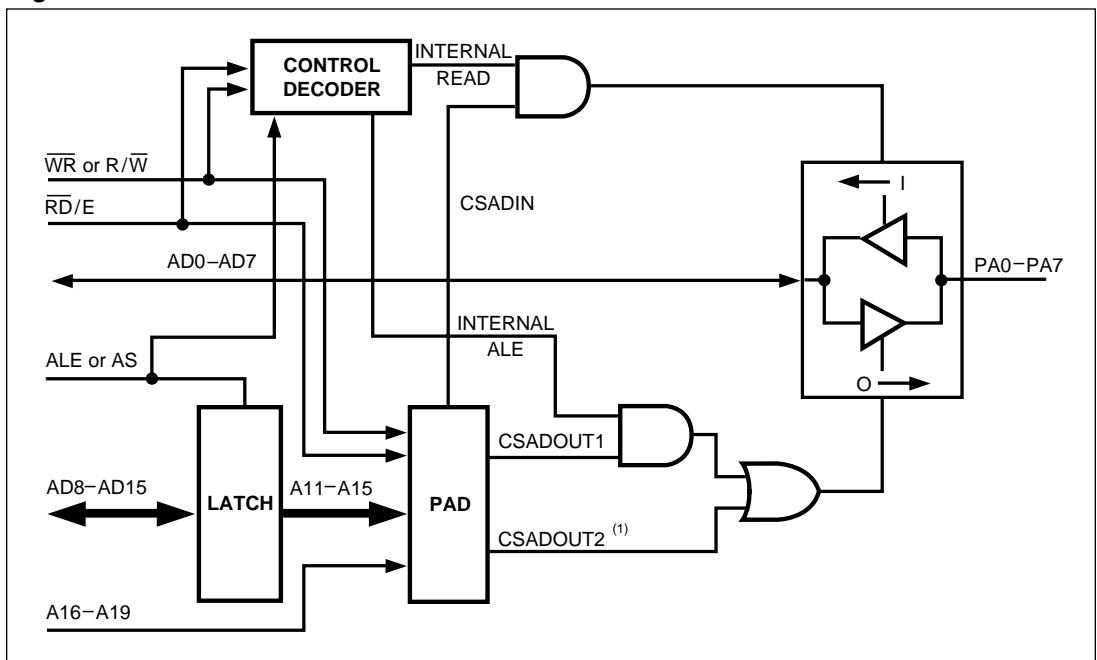 CONTROL
DECODER
INTERNAL
READ
WR or R/W
RD/E
CSADIN
I
AD0–AD7
PA0–PA7
INTERNAL
ALE
ALE or AS
O
CSADOUT1
AD8–AD15
LATCH
A11–A15
PAD
CSADOUT2 (1)
A16–A19